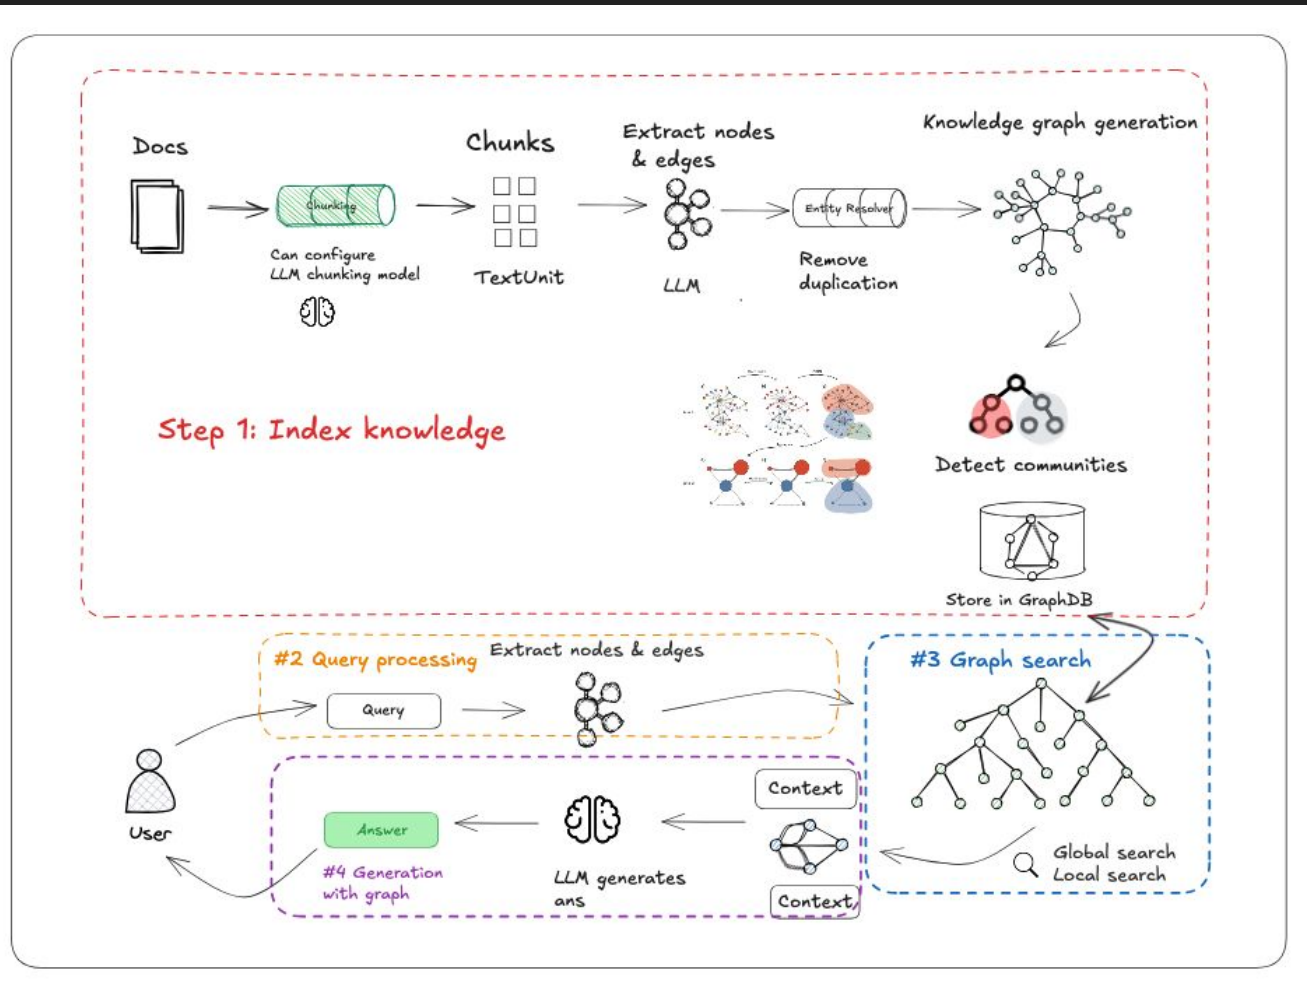 Docs
Chunking
Can configure
LLM chunking model
Chunks
TextUnit
Extract nodes
& edges
LLM
Entity Resolver
Remove
duplication
Knowledge graph generation
Step 1: Index knowledge
Detect communities
Store in GraphDB
#2 Query processing
Extract nodes & edges
Query
#3 Graph search
Global search
Local search
User
Context
Context
LLM generates
ans
Answer
#4 Generation
with graph